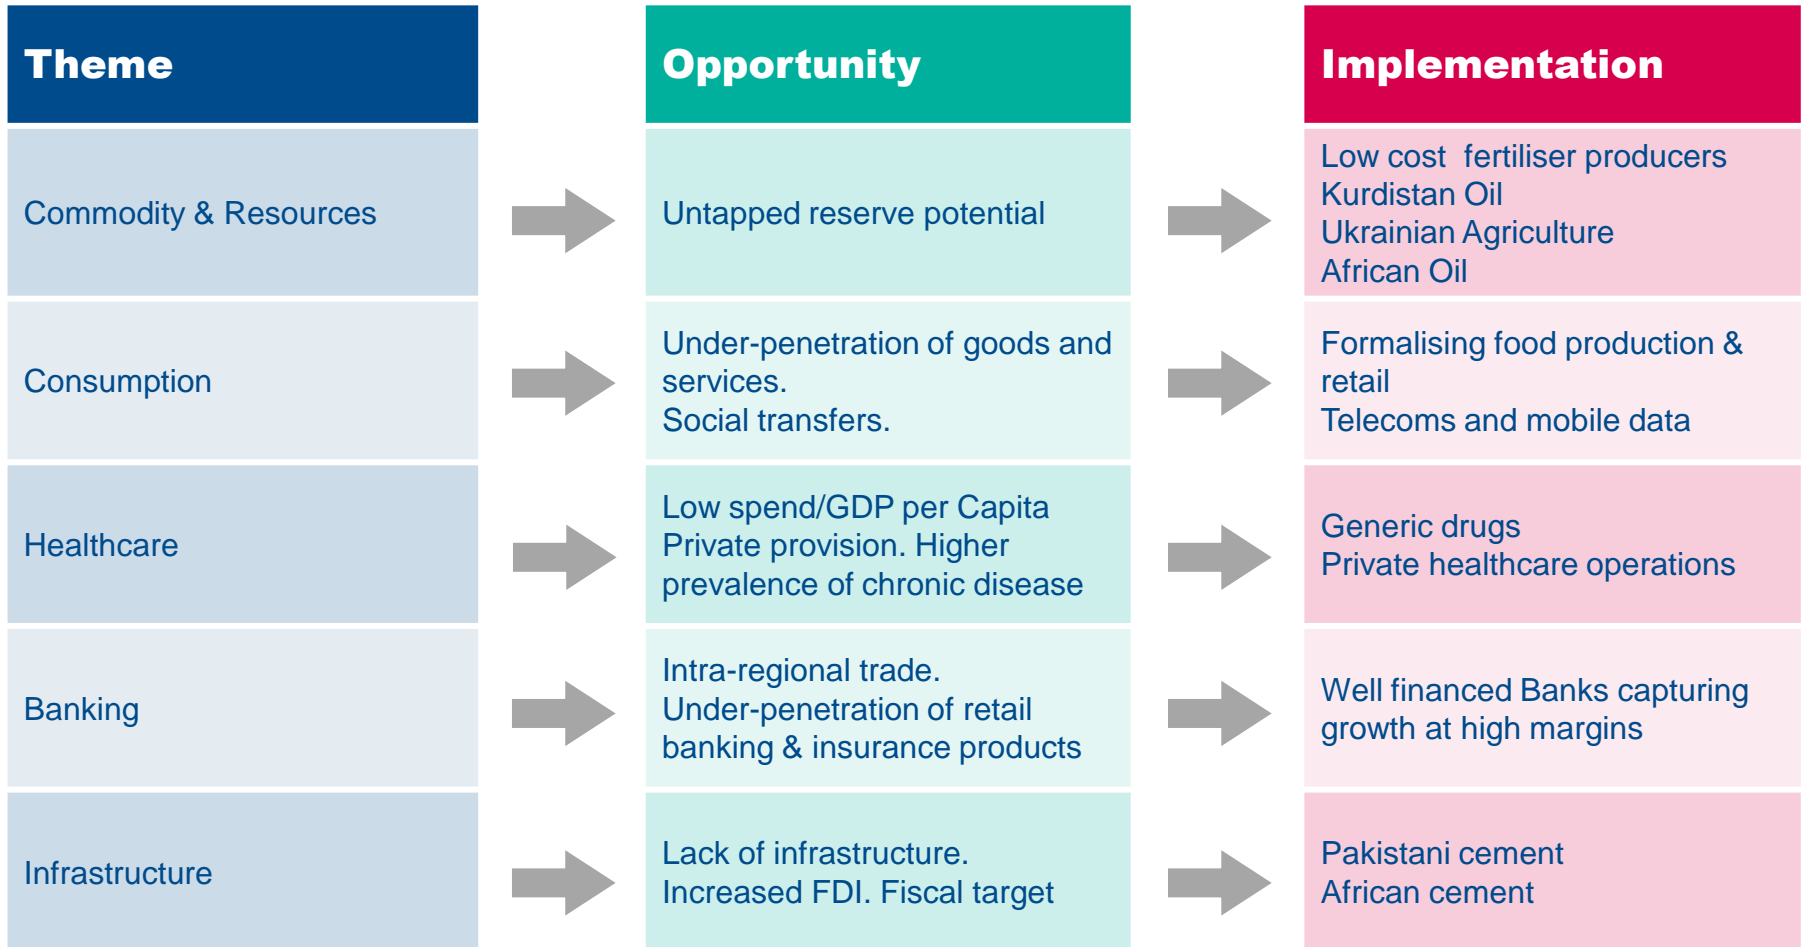 Theme
Opportunity
Implementation
Commodity & Resources
Untapped reserve potential
Low cost  fertiliser producers
Kurdistan Oil
Ukrainian Agriculture
African Oil
Consumption
Under-penetration of goods and
services.
Social transfers.
Formalising food production &
retail
Telecoms and mobile data
Healthcare
Low spend/GDP per Capita
Private provision. Higher
prevalence of chronic disease
Generic drugs
Private healthcare operations
Banking
Intra-regional trade.
Under-penetration of retail
banking & insurance products
Well financed Banks capturing
growth at high margins
Infrastructure
Lack of infrastructure.
Increased FDI. Fiscal target
Pakistani cement
African cement